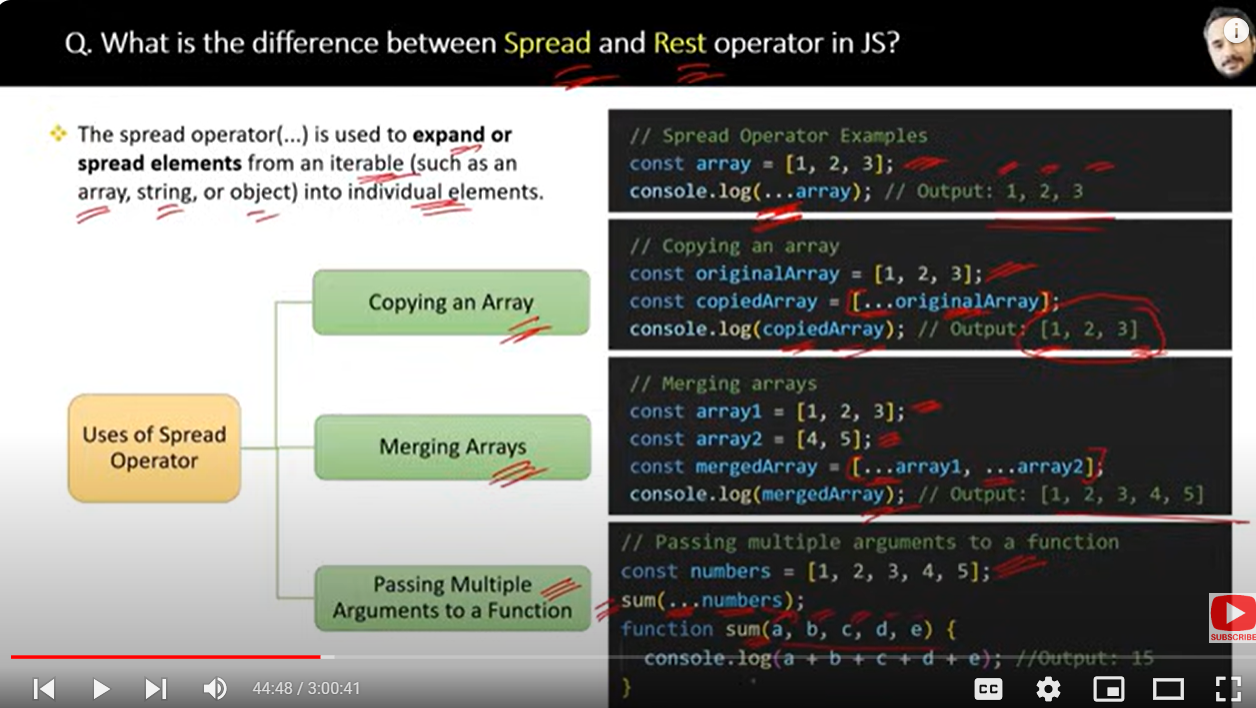 Q. What is the difference between Spread and Rest operator in JS?
The spread operator(...) is used to expand or
spread elements from an iterable (such as an
array, string, or object) into individual elements.
Uses of Spread
Operator
Copying an Array
Merging Arrays
Passing Multiple
Arguments to a Function
// Spread Operator Examples
const array = [1, 2, 3];
console.log(...array); // Output: 1, 2, 3
// Copying an array
const originalArray = [1, 2, 3];
const copiedArray = [...originalArray];
console.log(copiedArray); // Output: [1, 2, 3]
// Merging arrays
const array1 = [1, 2, 3];
const array2 = [4, 5];
const mergedArray = [...array1, ...array2];
console.log(mergedArray); // Output: [1, 2, 3, 4, 5]
// Passing multiple arguments to a function
const numbers = [1, 2, 3, 4, 5];
sum(...numbers);
function sum(a, b, c, d, e) {
console.log(a + b + c + d + e); //Output: 15
}
SUBSCRIBE
44:48 / 3:00:41
CC